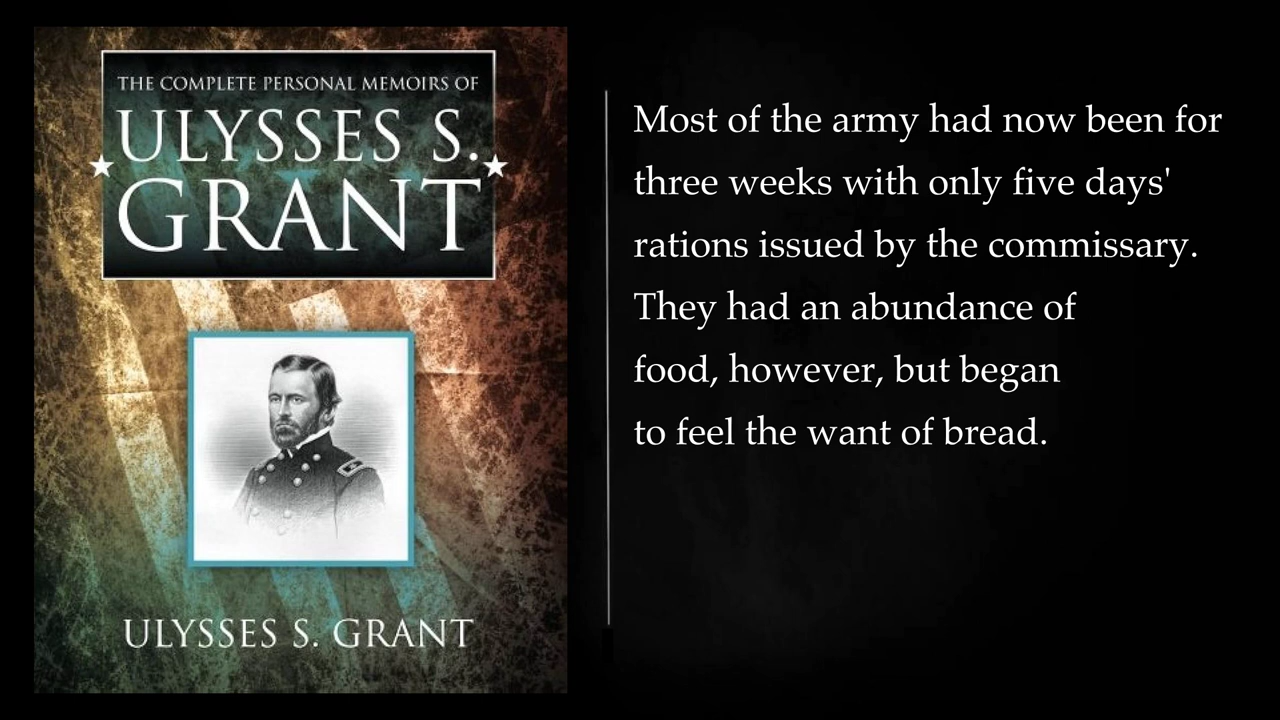 THE COMPLETE PERSONAL MEMOIRS OF
ULYSSES S.
GRANT
ULYSSES S. GRANT
Most of the army had now been for
three weeks with only five days'
rations issued by the commissary.
They had an abundance of
food, however, but began
to feel the want of bread.